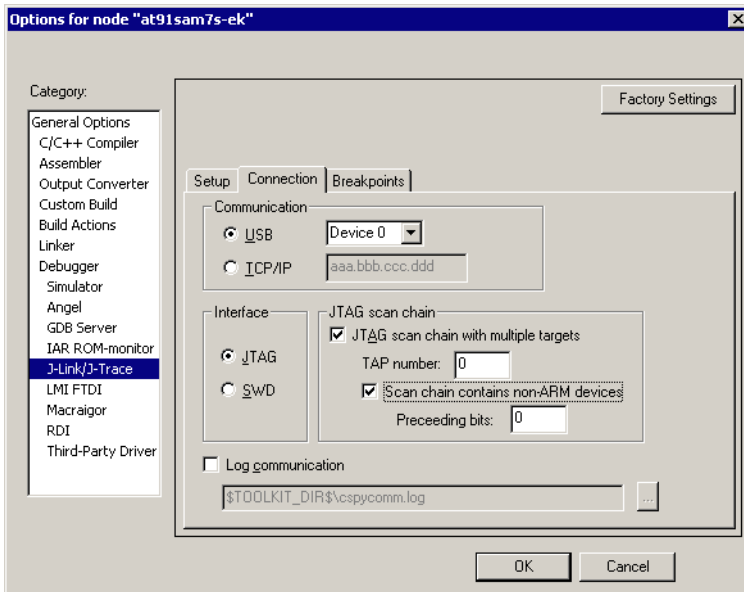 Options for node "at91sam7s-ek"
Category:
Factory Settings
General Options
C/C++ Compiler
Assembler
Output Converter
Custom Build
Build Actions
Linker
Debugger
Simulator
Angel
GDB Server
IAR ROM-monitor
J-Link/J-Trace
LMI FTDI
Macraigor
RDI
Third-Party Driver
Setup Connection Breakpoints
Communication
USB Device 0
TCP/IP aaa.bbb.ccc.ddd
Interface
JTAG
SWD
JTAG scan chain
JTAG scan chain with multiple targets
TAP number: 0
Scan chain contains non-ARM devices
Preceeding bits: 0
Log communication
$TOOLKIT_DIR$\cspycomm.log ...
OK Cancel